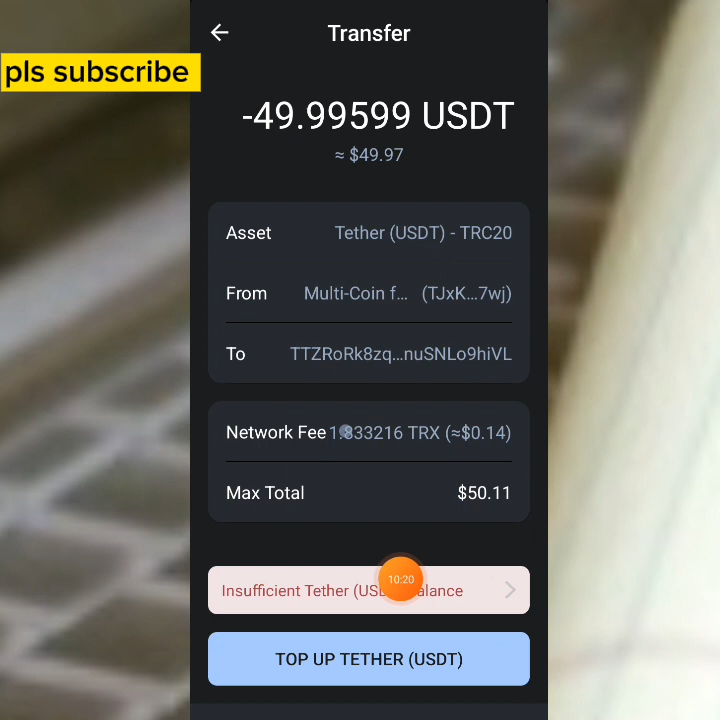 Transfer
pls subscribe
-49.99599 USDT
≈ $49.97
Asset Tether (USDT) - TRC20
From Multi-Coin f... (TJxK...7wj)
To TTZRoRk8zq...nuSNLo9hiVL
Network Fee 1.833216 TRX (≈$0.14)
Max Total $50.11
10:20
Insufficient Tether (USD alance
TOP UP TETHER (USDT)